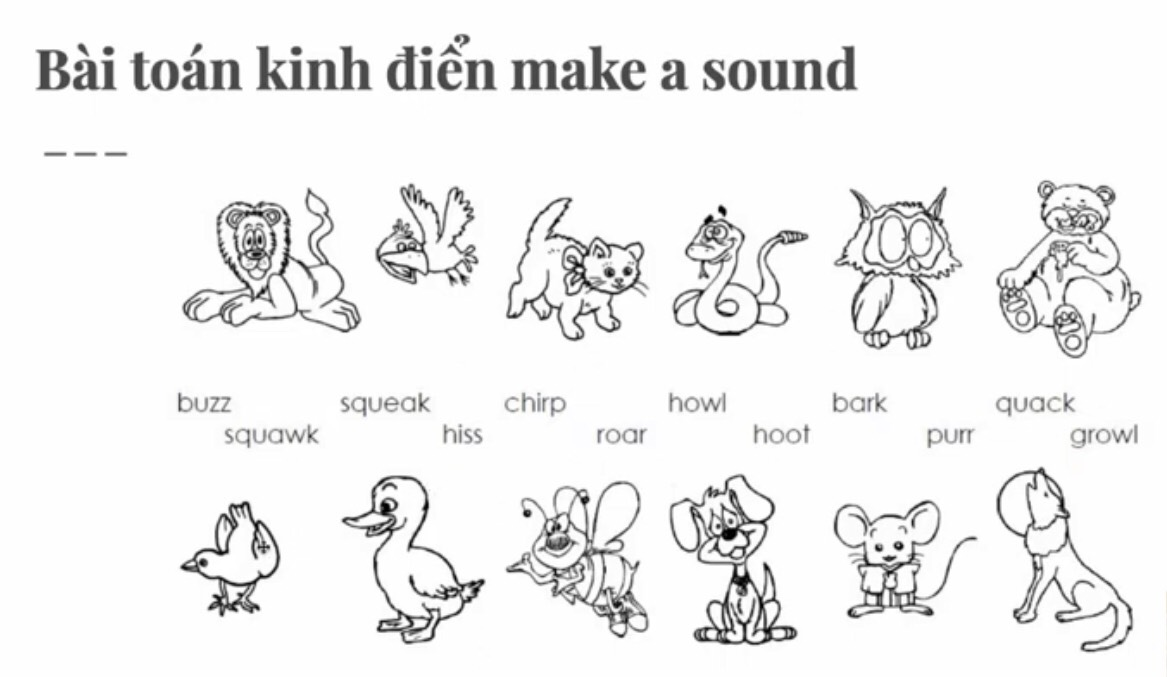 Bài toán kinh điển make a sound
buzz squeak chirp howl bark quack
squawk hiss roar hoot purr growl